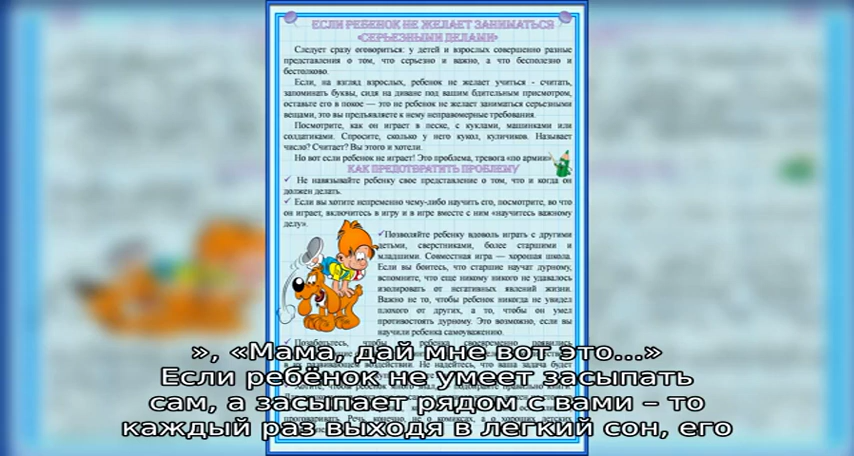 ЕСЛИ РЕБЕНОК НЕ ЖЕЛАЕТ ЗАНИМАТЬСЯ
«СЕРЬЕЗНЫМИ ДЕЛАМИ»
Следует сразу оговориться: у детей и взрослых совершенно разные
представления о том, что серьезно и важно, а что бесполезно и
бестолково.
Если, на взгляд взрослых, ребенок не желает учиться - считать,
запоминать буквы, сидя на диване под вашим бдительным присмотром,
оставьте его в покое — это не ребенок не желает заниматься серьезными
вещами, это вы предъявляете к нему неправомерные требования.
Посмотрите, как он играет в песке, с куклами, машинками или
солдатиками. Спросите, сколько у него кукол, куличиков. Называет
число? Считает? Вы этого и хотели.
Но вот если ребенок не играет! Это проблема, тревога «по армии»
КАК ПРЕДОТВРАТИТЬ ПРОБЛЕМУ
✓ Не навязывайте ребенку свое представление о том, что и когда он
должен делать.
✓ Если вы хотите непременно чему-либо научить его, посмотрите, во что
он играет, включитесь в игру и в игре вместе с ним «научитесь важному
делу».
✓Позволяйте ребенку вдоволь играть с другими
детьми, сверстниками, более старшими и
младшими. Совместная игра — хорошая школа.
Если вы боитесь, что старшие научат дурному,
вспомните, что еще никому никого не удавалось
изолировать от негативных явлений жизни.
Важно не то, чтобы ребенок никогда не увидел
плохого от других, а то, чтобы он умел
противостоять дурному. Это возможно, если вы
научили ребенка самоуважению.
», «Мама, дай мне вот это...»
Если ребёнок не умеет засыпать
сам, а засыпает рядом с вами – то
каждый раз выходя в легкий сон, его